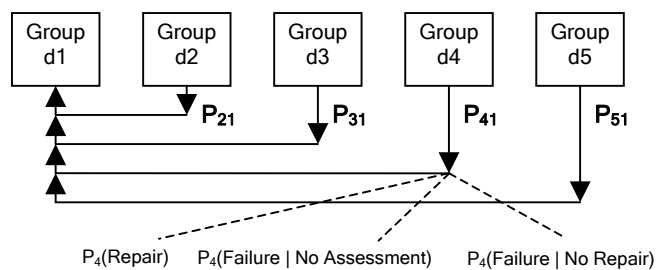 Group Group Group Group Group
d1 d2 d3 d4 d5
P21 P31 P41 P51
P4(Repair) P4(Failure | No Assessment) P4(Failure | No Repair)